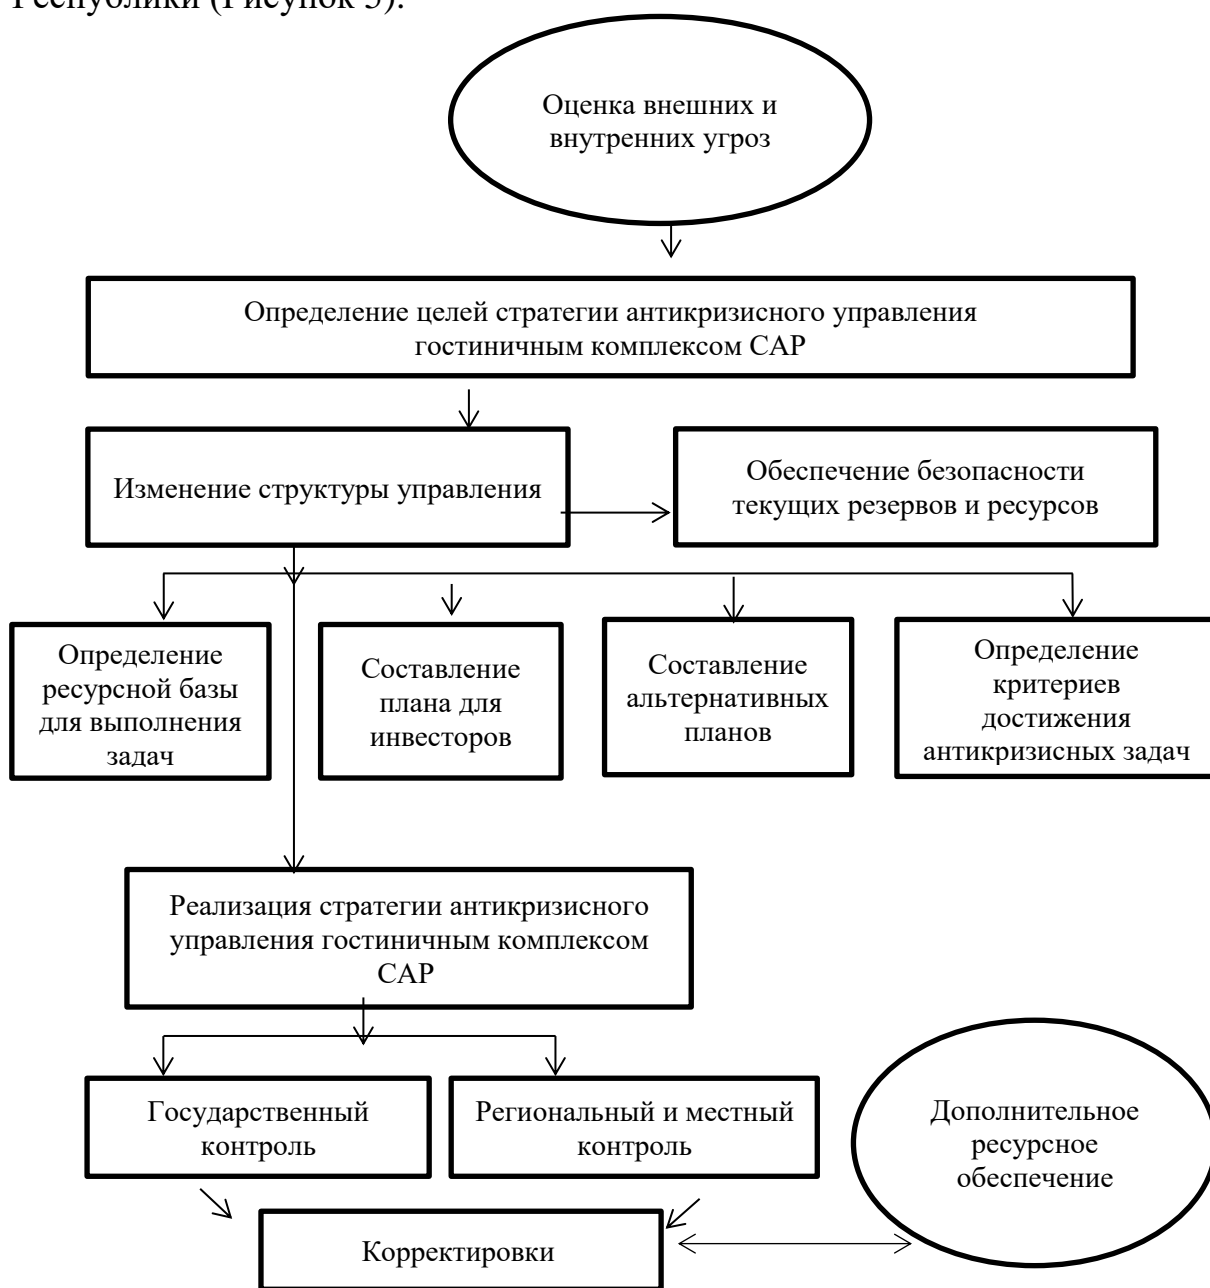 Республики (Рисунок 3).
Оценка внешних и
внутренних угроз
Определение целей стратегии антикризисного управления
гостиничным комплексом САР
Изменение структуры управления
Обеспечение безопасности
текущих резервов и ресурсов
Определение
ресурсной базы
для выполнения
задач
Составление
плана для
инвесторов
Составление
альтернативных
планов
Определение
критериев
достижения
антикризисных задач
Реализация стратегии антикризисного
управления гостиничным комплексом
САР
Государственный
контроль
Региональный и местный
контроль
Дополнительное
ресурсное
обеспечение
Корректировки